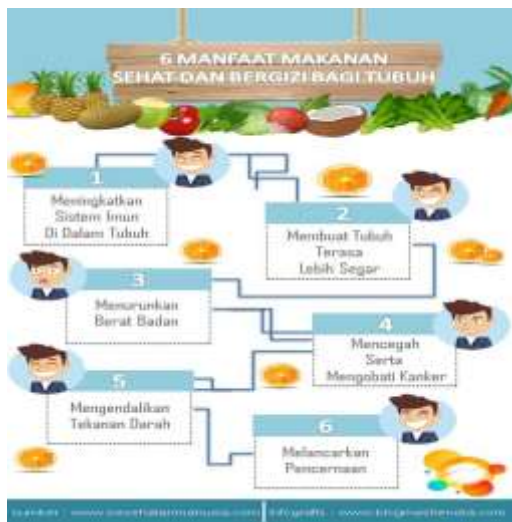 6 MANFAAT MAKANAN
SEHAT DAN BERGIZI BAGI TUBUH
1
Meningkatkan
Sistem Imun
Di Dalam Tubuh
2
Membuat Tubuh
Terasa
Lebih Segar
3
Menurunkan
Berat Badan
4
Mencegah
Serta
Mengobati Kanker
5
Mengendalikan
Tekanan Darah
6
Melancarkan
Pencernaan